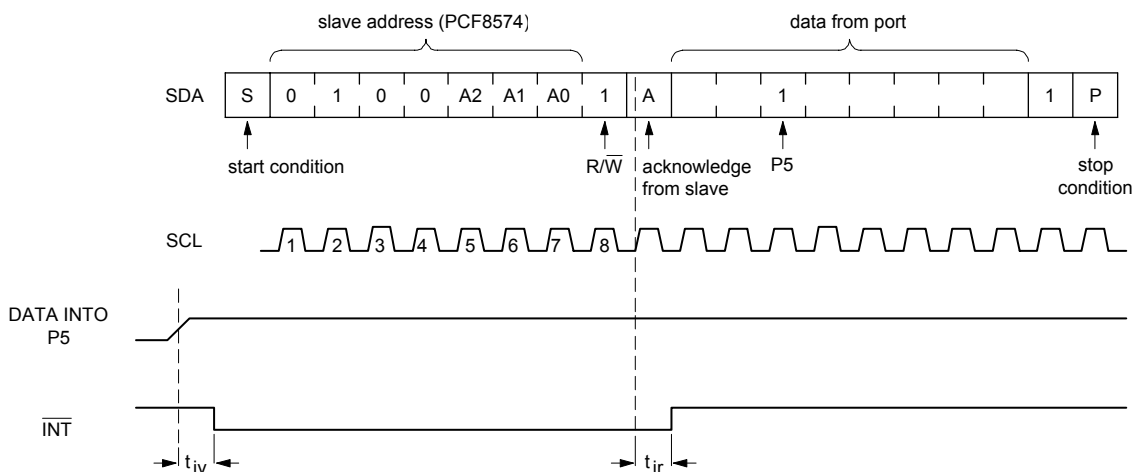 slave address (PCF8574) data from port
SDA S 0 1 0 0 A2 A1 A0 1 A 1 1 P
start condition R/W̅ acknowledge from slave P5 stop condition
SCL 1 2 3 4 5 6 7 8
DATA INTO P5
I̅N̅T̅
t_iv t_ir